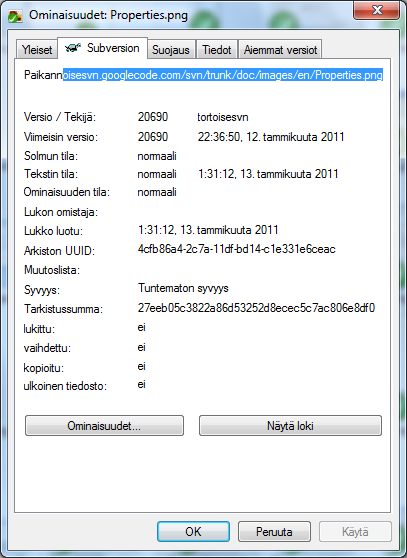 Ominaisuudet: Properties.png
Yleiset Subversion Suojaus Tiedot Aiemmat versiot
Paikannoisesvn.googlecode.com/svn/trunk/doc/images/en/Properties.png
Versio / Tekijä: 20690 tortoisesvn
Viimeisin versio: 20690 22:36:50, 12. tammikuuta 2011
Solmun tila: normaali
Tekstin tila: normaali 1:31:12, 13. tammikuuta 2011
Ominaisuuden tila: normaali
Lukon omistaja:
Lukko luotu: 1:31:12, 13. tammikuuta 2011
Arkiston UUID: 4cfb86a4-2c7a-11df-bd14-c1e331e6ceac
Muutoslista:
Syvyys: Tuntematon syvyys
Tarkistussumma: 27eeb05c3822a86d53252d8ecec5c7ac806e8df0
lukittu: ei
vaihdettu: ei
kopioitu: ei
ulkoinen tiedosto: ei
Ominaisuudet... Näytä loki
OK Peruuta Käytä